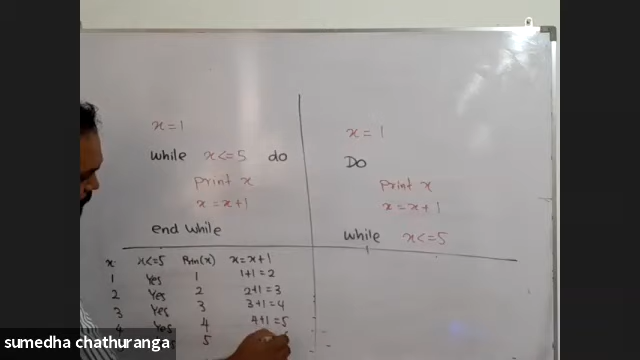 x=1
while x<=5 do
print x
x=x+1
end while
x=1
DO
print x
x=x+1
while x<=5
x x<=5 Prin(x) x=x+1
1 Yes 1 1+1=2
2 Yes 2 2+1=3
3 Yes 3 3+1=4
4 Yes 4 4+1=5
5
sumedha chathuranga